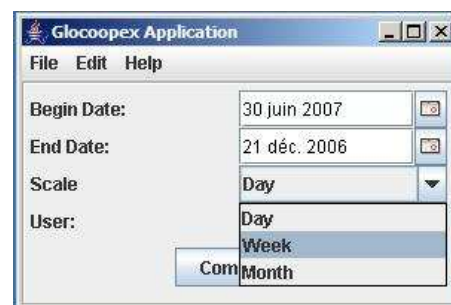 Glocoopex Application
File Edit Help
Begin Date: 30 juin 2007
End Date: 21 déc. 2006
Scale Day
User: Day
Week
Com
Month